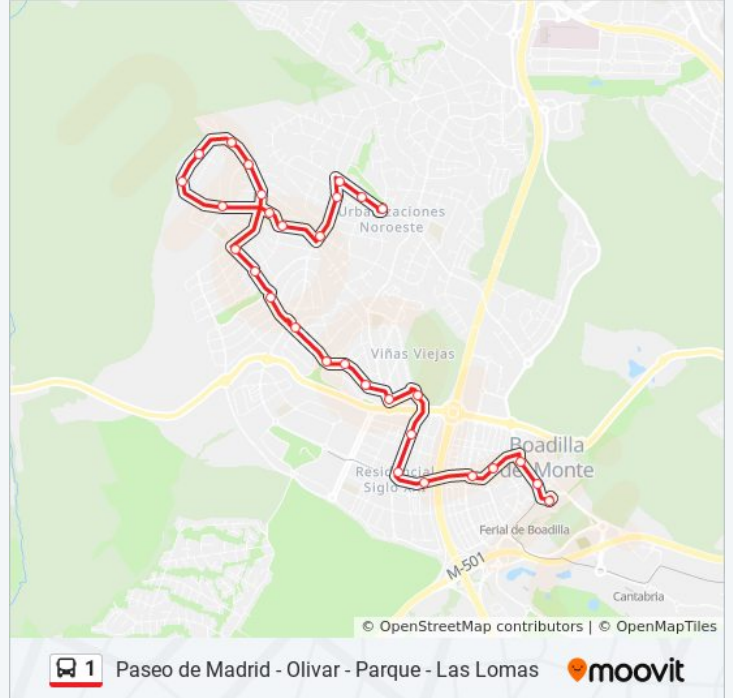 Urbanizaciones
Noroeste
Viñas Viejas
Boadilla
del Monte
Residencial
Siglo XXI
Ferial de Boadilla
M-501
Cantabria
© OpenStreetMap contributors | © OpenMapTiles
1 Paseo de Madrid - Olivar - Parque - Las Lomas
moovit